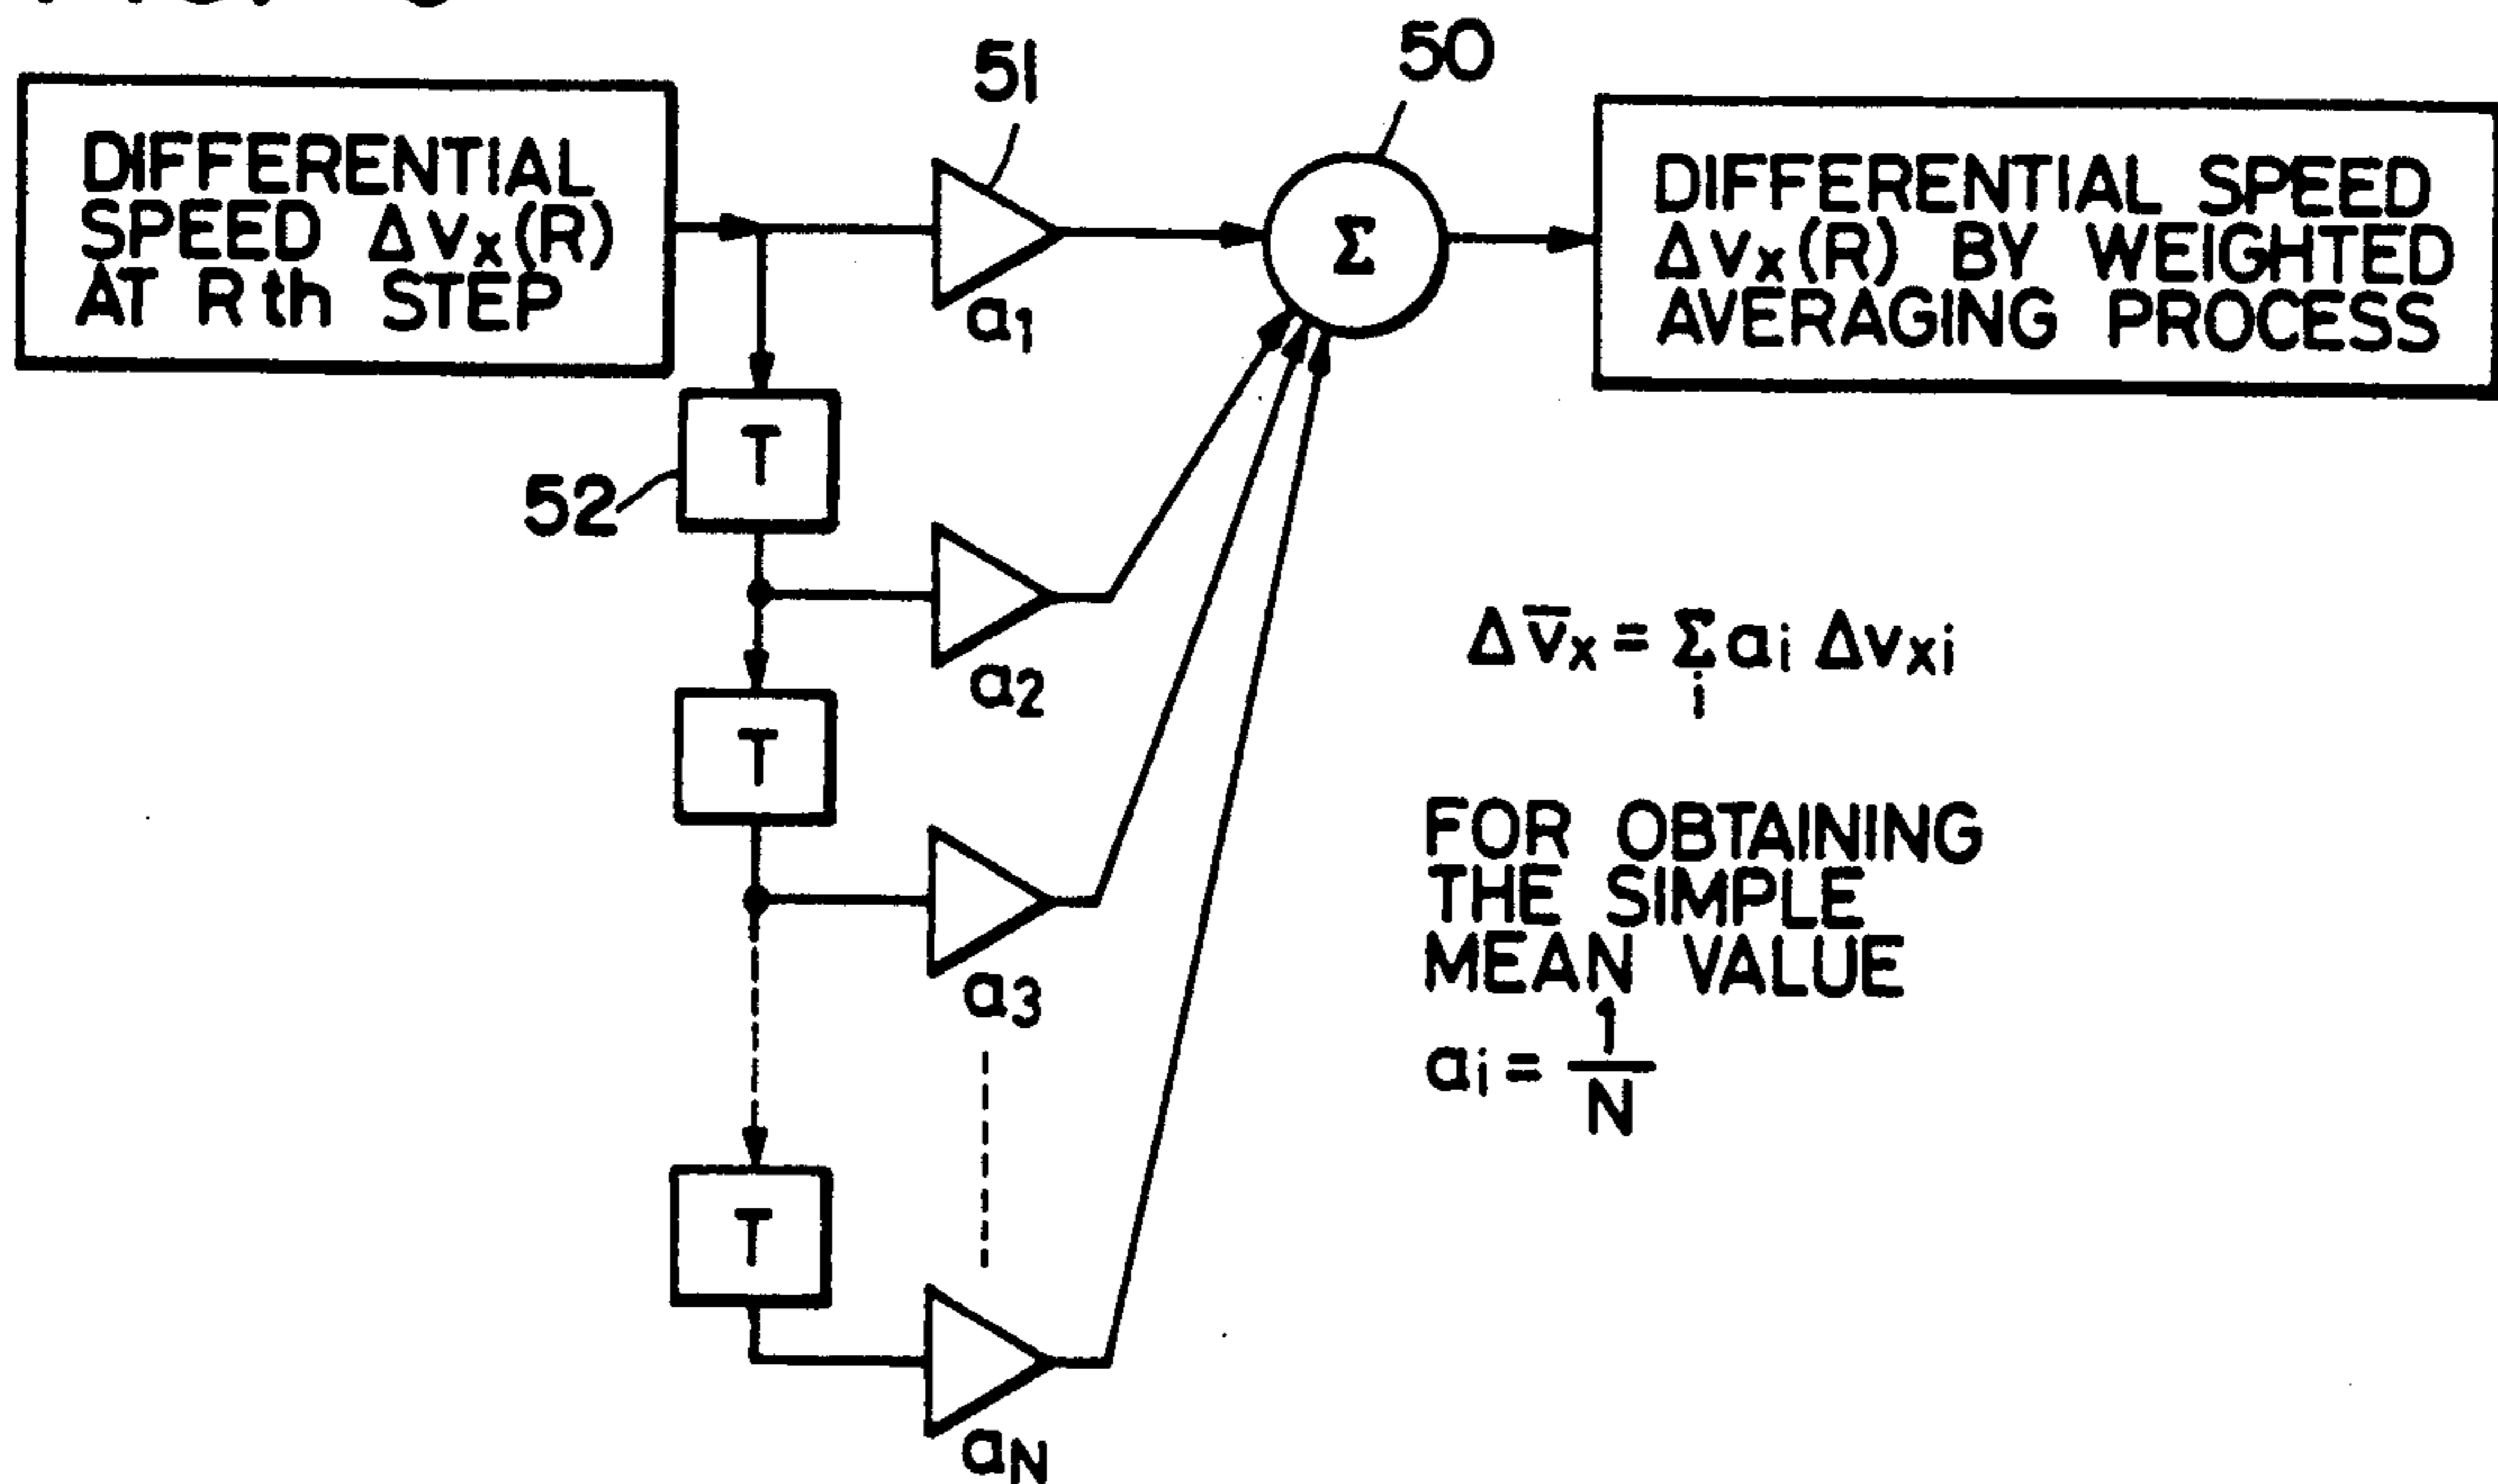 51
50
DIFFERENTIAL
SPEED Δvx(R)
AT Rth STEP
a1
Σ
DIFFERENTIAL SPEED
Δvx(R) BY WEIGHTED
AVERAGING PROCESS
T
52
a2
Δv̄x = Σ ai Δvxi
i
T
FOR OBTAINING
THE SIMPLE
MEAN VALUE
a3
ai = 1/N
T
aN